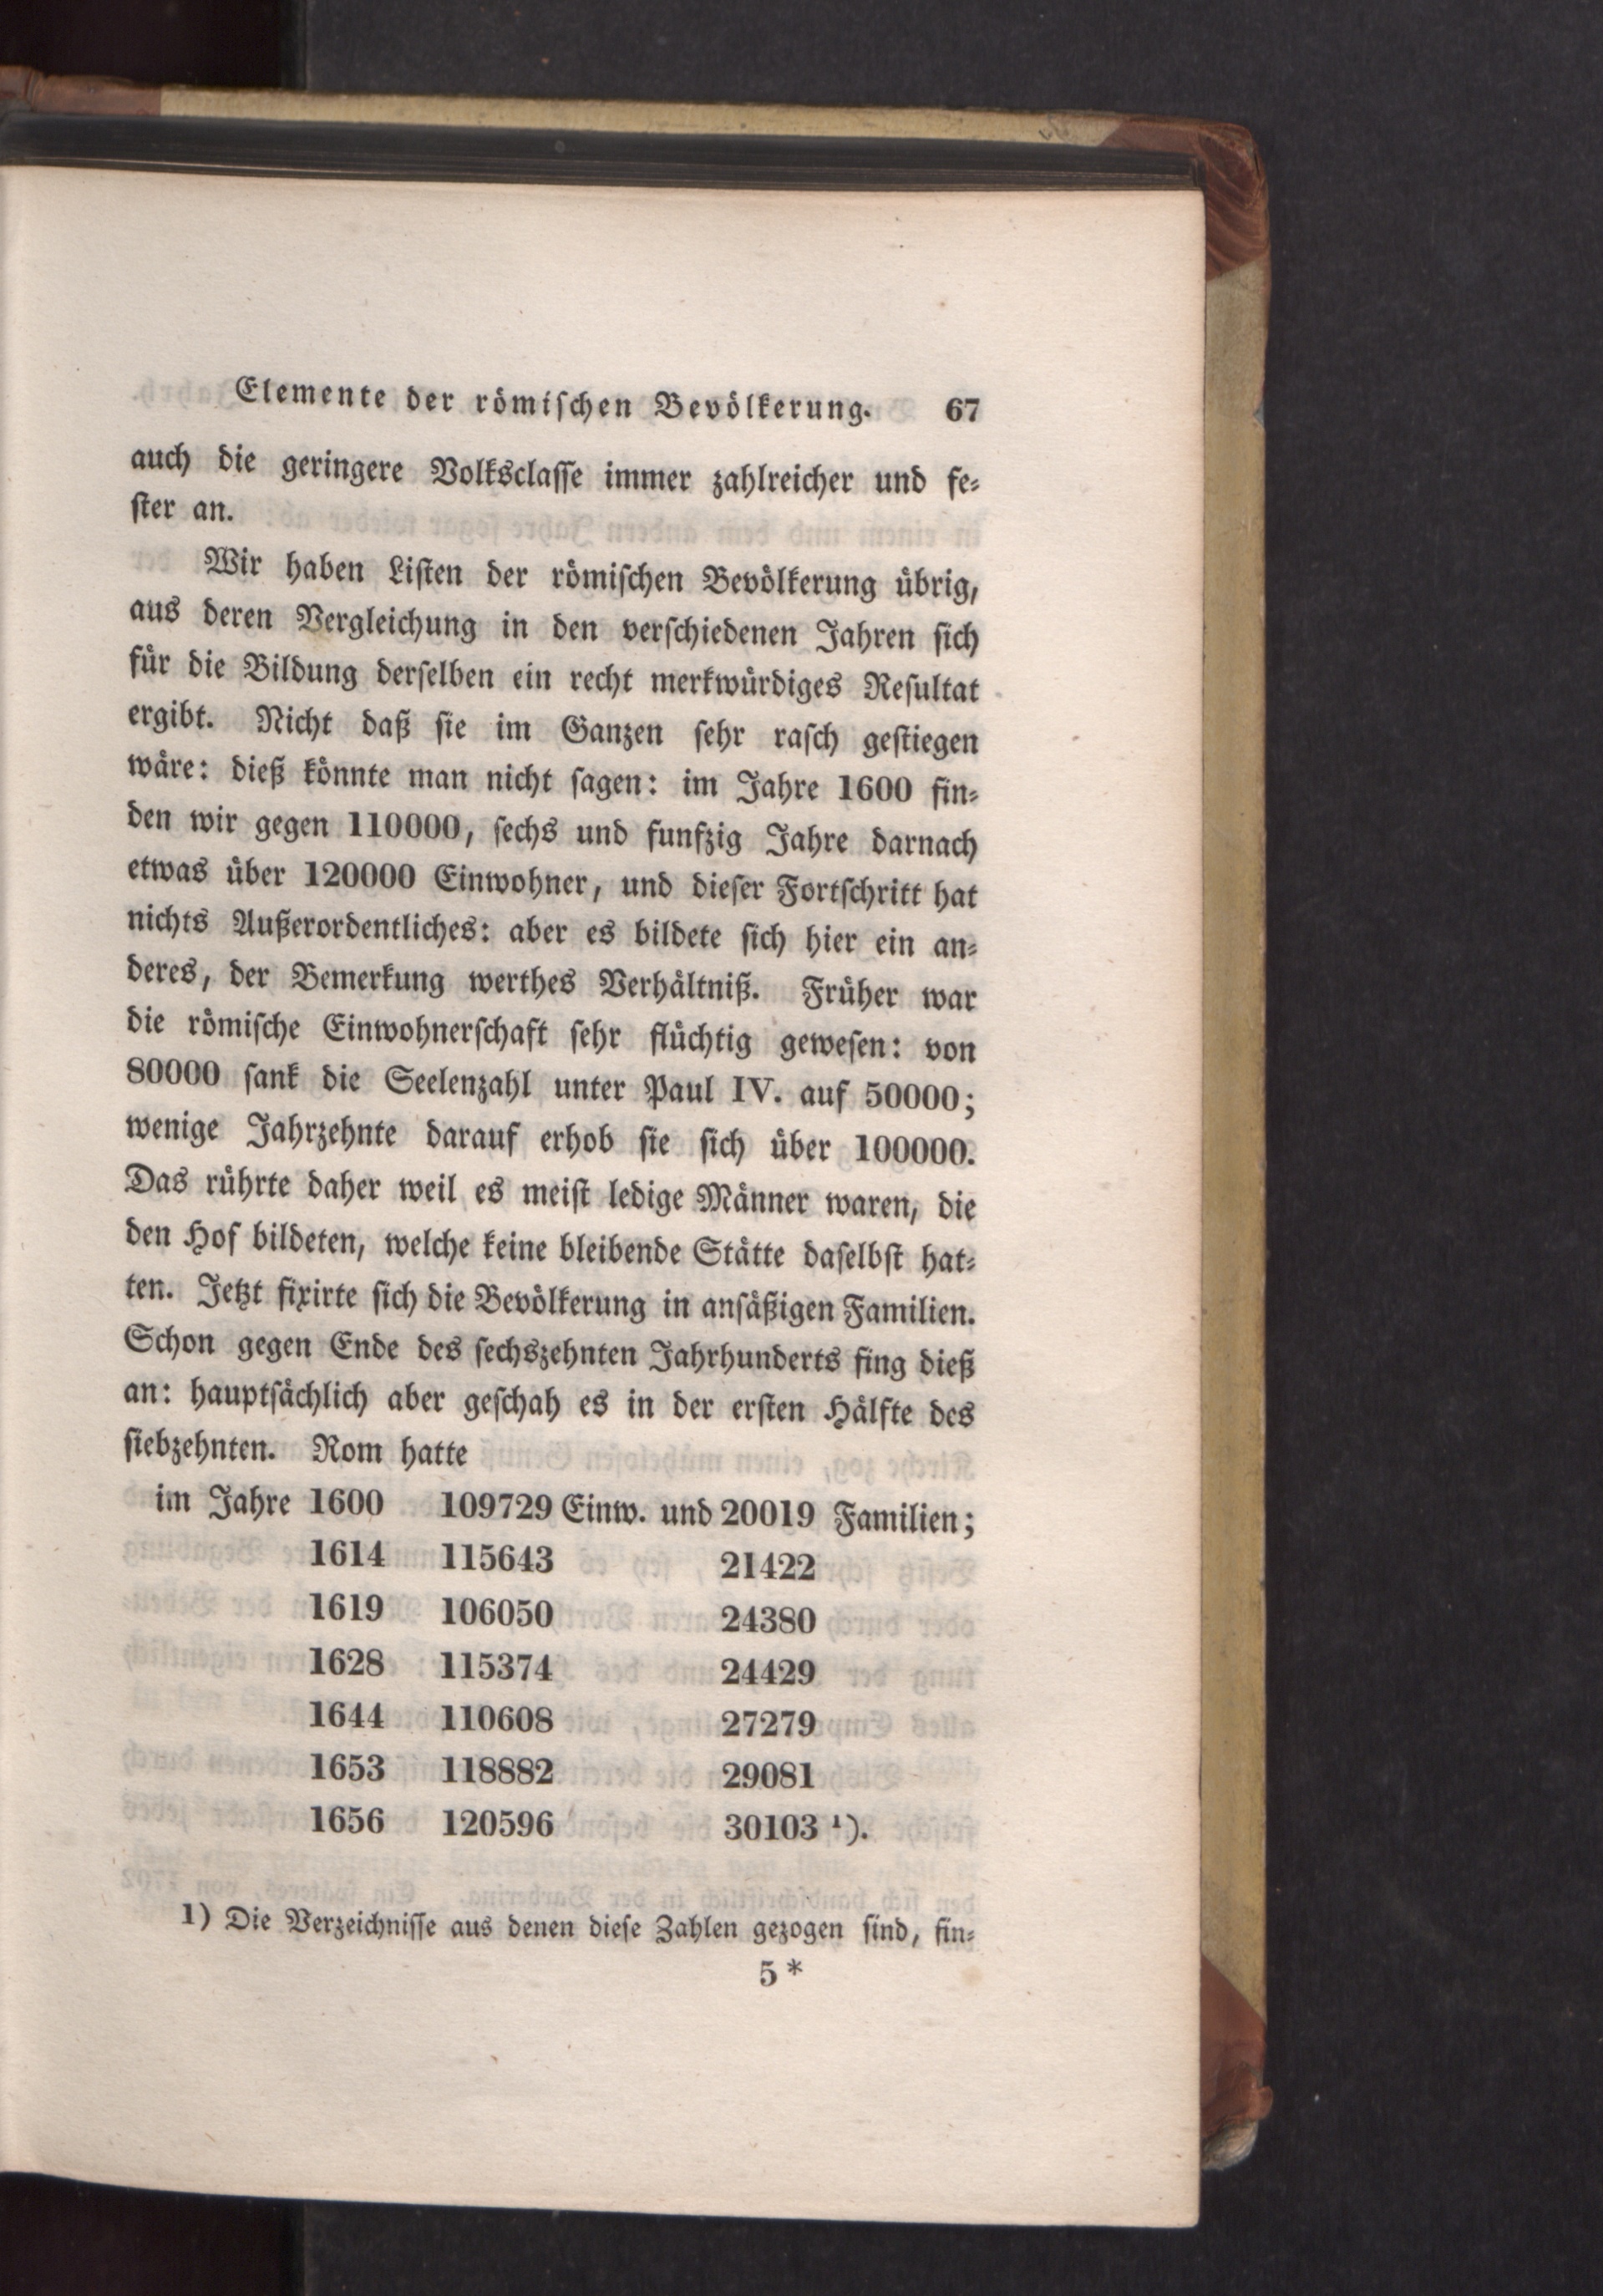 Elemente der römischen Bevölkerung. 67
auch die geringere Volksclasse immer zahlreicher und fe-
ster an.
Wir haben Listen der römischen Bevölkerung übrig,
aus deren Vergleichung in den verschiedenen Jahren sich
für die Bildung derselben ein recht merkwürdiges Resultat
ergibt. Nicht daß sie im Ganzen sehr rasch gestiegen
wäre: dieß könnte man nicht sagen: im Jahre 1600 fin-
den wir gegen 110000, sechs und funfzig Jahre darnach
etwas über 120000 Einwohner, und dieser Fortschritt hat
nichts Außerordentliches: aber es bildete sich hier ein an-
deres, der Bemerkung werthes Verhältniß. Früher war
die römische Einwohnerschaft sehr flüchtig gewesen: von
80000 sank die Seelenzahl unter Paul IV. auf 50000;
wenige Jahrzehnte darauf erhob sie sich über 100000.
Das rührte daher weil es meist ledige Männer waren, die
den Hof bildeten, welche keine bleibende Stätte daselbst hat-
ten. Jetzt fixirte sich die Bevölkerung in ansäßigen Familien.
Schon gegen Ende des sechszehnten Jahrhunderts fing dieß
an: hauptsächlich aber geschah es in der ersten Hälfte des
siebzehnten. Rom hatte
im Jahre 1600 109729 Einw. und 20019 Familien;
1614 115643 21422
1619 106050 24380
1628 115374 24429
1644 110608 27279
1653 118882 29081
1656 120596 30103 ¹).
1) Die Verzeichnisse aus denen diese Zahlen gezogen sind, fin-
5*